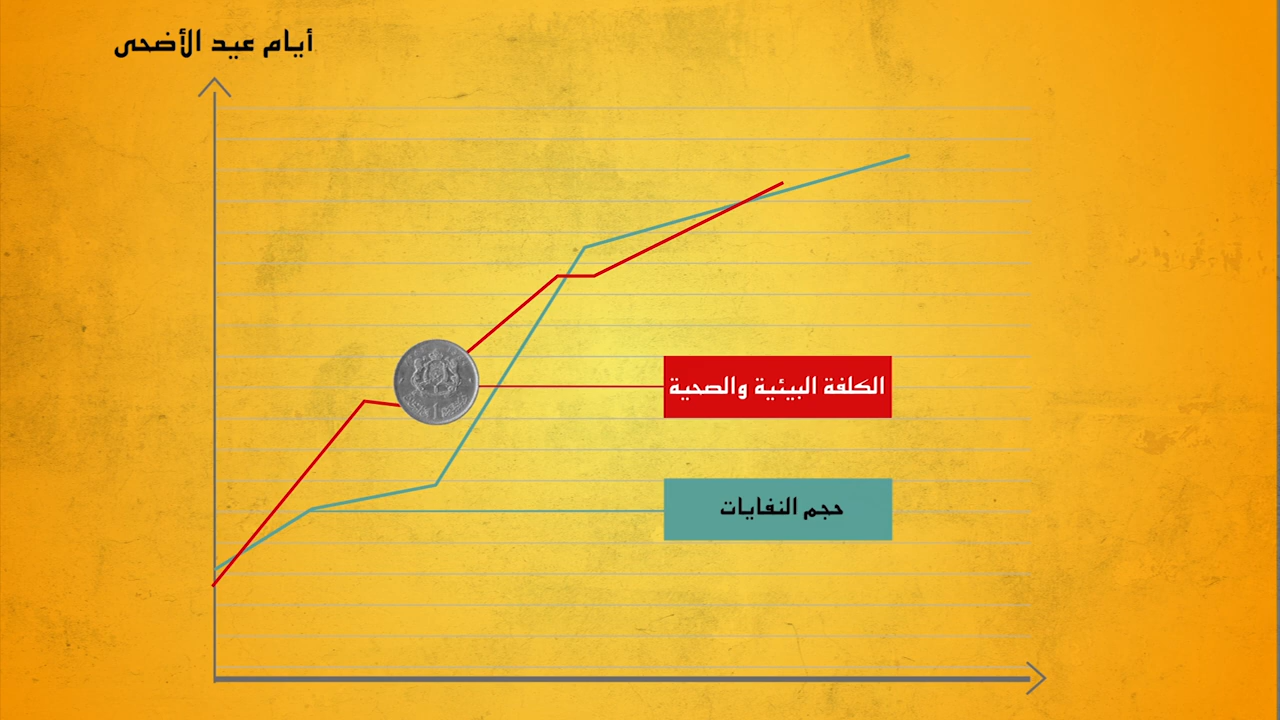 أيام عيد الأضحى
الكلفة البيئية والصحية
حجم النفايات